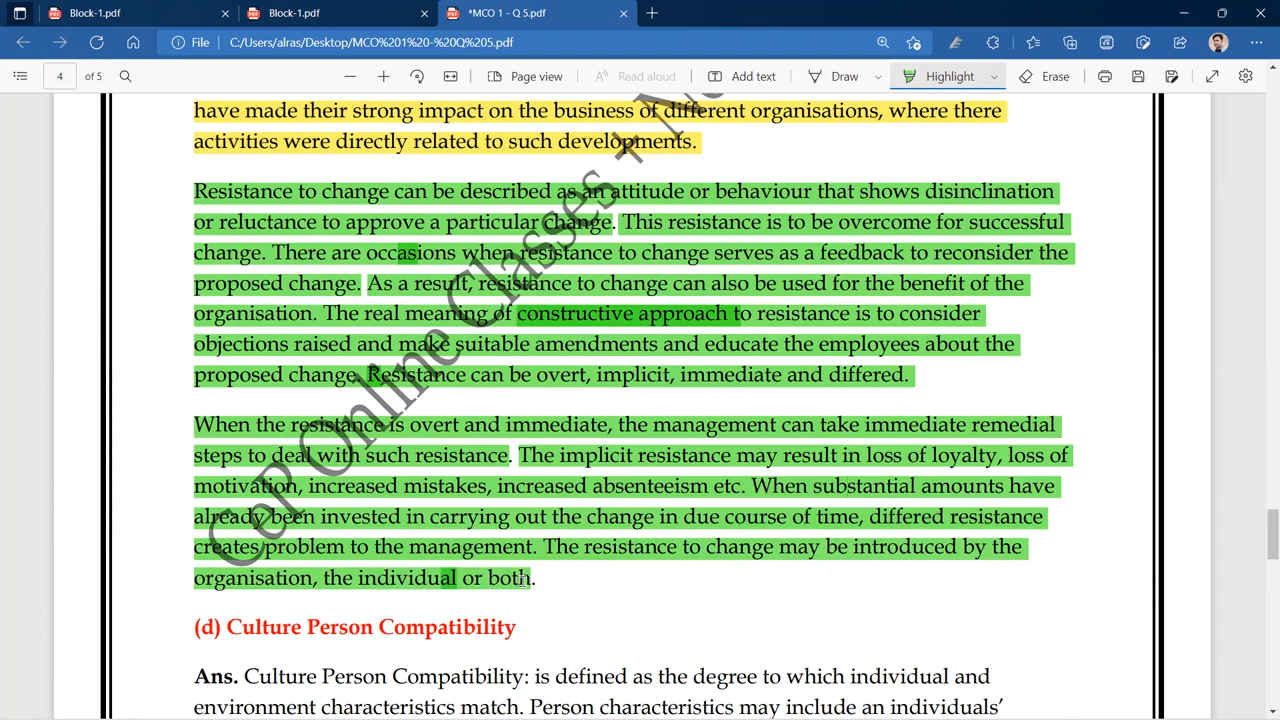 Block-1.pdf
Block-1.pdf
*MCO 1 - Q 5.pdf
File C:/Users/alras/Desktop/MCO%201%20-%20Q%205.pdf
4 of 5 Page view Read aloud Add text Draw Highlight Erase
have made their strong impact on the business of different organisations, where there
activities were directly related to such developments.
Resistance to change can be described as an attitude or behaviour that shows disinclination
or reluctance to approve a particular change. This resistance is to be overcome for successful
change. There are occasions when resistance to change serves as a feedback to reconsider the
proposed change. As a result, resistance to change can also be used for the benefit of the
organisation. The real meaning of constructive approach to resistance is to consider
objections raised and make suitable amendments and educate the employees about the
proposed change. Resistance can be overt, implicit, immediate and differed.
When the resistance is overt and immediate, the management can take immediate remedial
steps to deal with such resistance. The implicit resistance may result in loss of loyalty, loss of
motivation, increased mistakes, increased absenteeism etc. When substantial amounts have
already been invested in carrying out the change in due course of time, differed resistance
creates problem to the management. The resistance to change may be introduced by the
organisation, the individual or both.
(d) Culture Person Compatibility
Ans. Culture Person Compatibility: is defined as the degree to which individual and
environment characteristics match. Person characteristics may include an individuals'
CeP Online Classes +